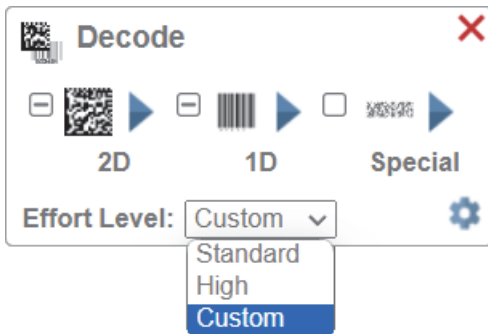 Decode
2D 1D Special
Effort Level: Custom
Standard
High
Custom